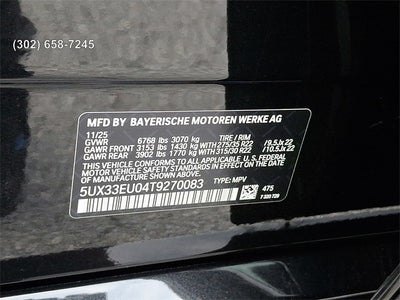 (302) 658-7245
MFD BY BAYERISCHE MOTOREN WERKE AG
11/25
GVWR 6768 lbs 3070 kg TIRE / RIM
GAWR FRONT 3153 lbs 1430 kg WITH 275/35 R22 / 9.5Jx 22
GAWR REAR 3902 lbs 1770 kg WITH 315/30 R22 / 10.5Jx 22
THIS VEHICLE CONFORMS TO ALL APPLICABLE
U.S. FEDERAL MOTOR VEHICLE SAFETY
STANDARDS IN EFFECT ON THE DATE OF
MANUFACTURE SHOWN ABOVE.
5UX33EU04T9270083 TYPE: MPV
475